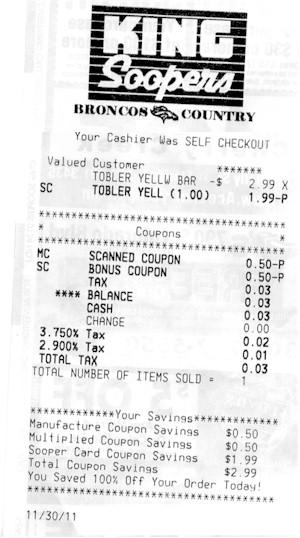 KING
Soopers
BRONCOS COUNTRY
Your Cashier Was SELF CHECKOUT
Valued Customer *******
TOBLER YELLW BAR -$ 2.99 X
SC TOBLER YELL (1.00) 1.99-P
************************************
* Coupons *
************************************
MC SCANNED COUPON 0.50-P
SC BONUS COUPON 0.50-P
TAX 0.03
**** BALANCE 0.03
CASH 0.03
CHANGE 0.00
3.750% Tax 0.02
2.900% Tax 0.01
TOTAL TAX 0.03
TOTAL NUMBER OF ITEMS SOLD = 1
************Your Savings************
Manufacture Coupon Savings $0.50
Multiplied Coupon Savings $0.50
Sooper Card Coupon Savings $1.99
Total Coupon Savings $2.99
You Saved 100% Off Your Order Today!
************************************
11/30/11